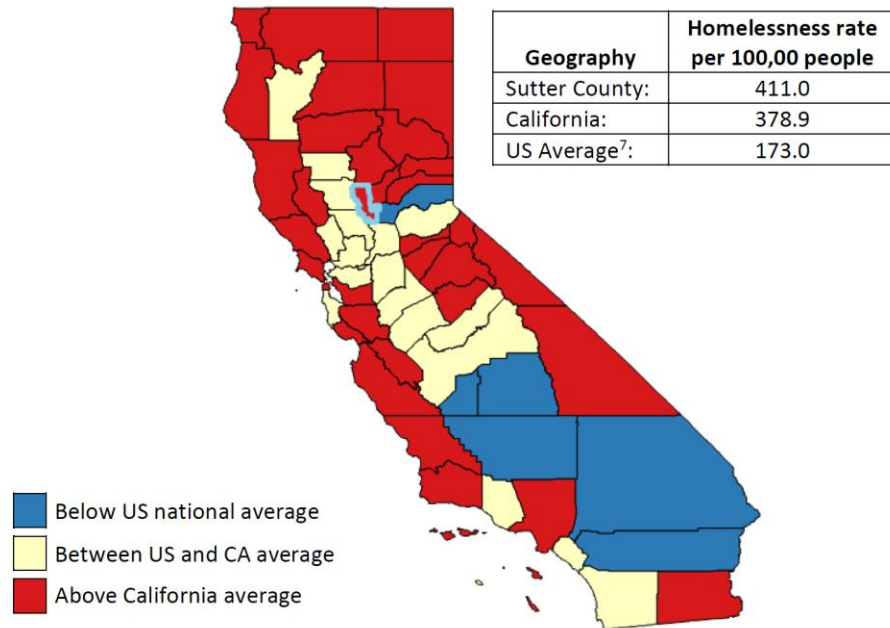 Homelessness rate
Geography per 100,00 people
Sutter County: 411.0
California: 378.9
US Average7: 173.0
Below US national average
Between US and CA average
Above California average